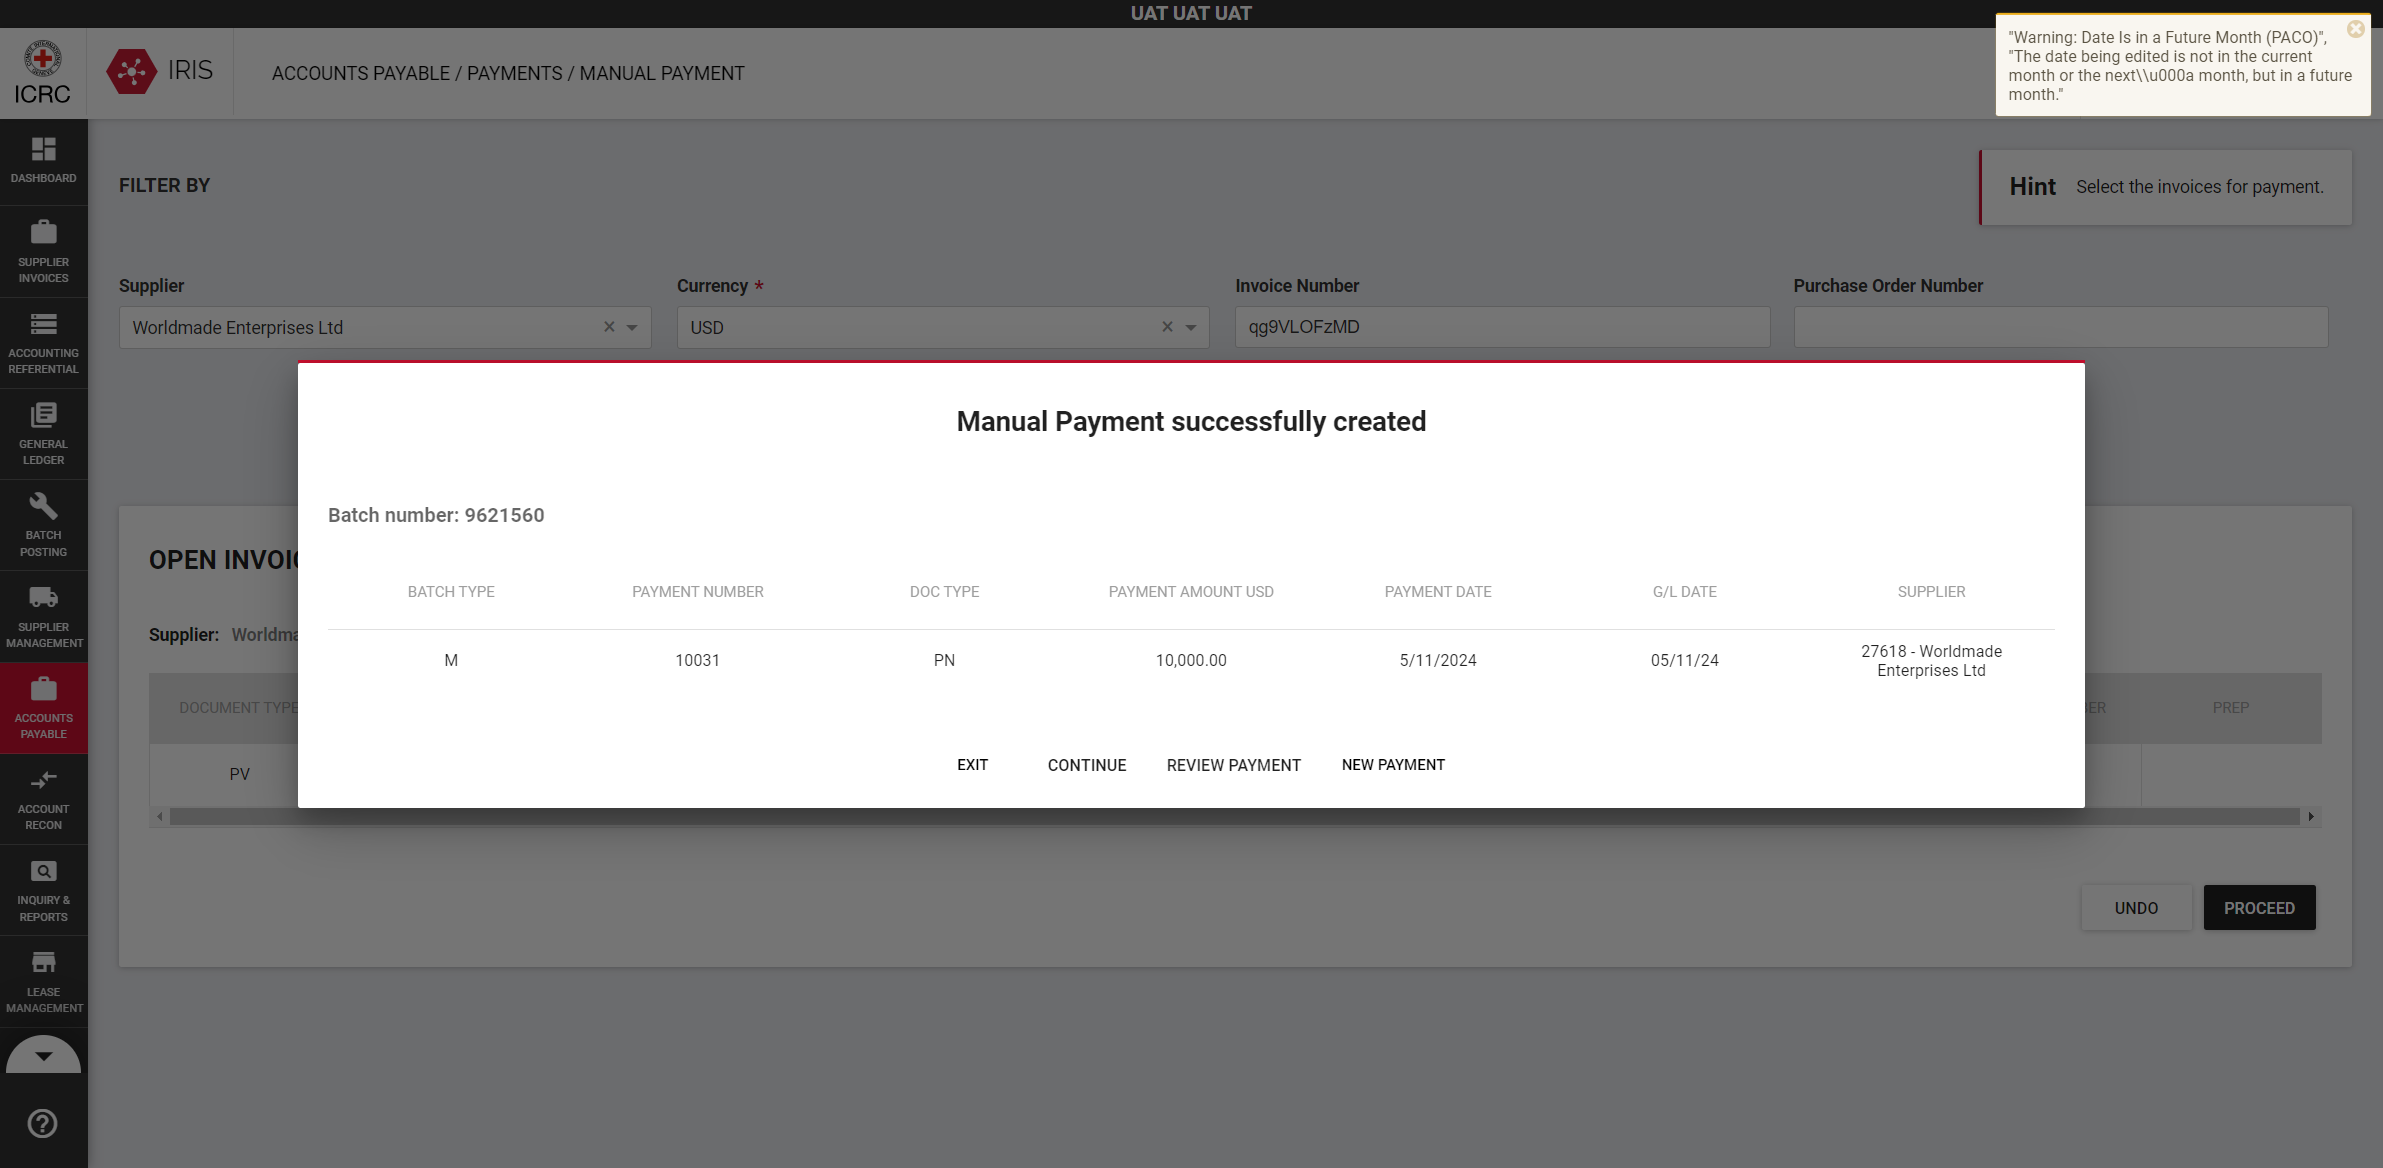 UAT UAT UAT
ICRC
IRIS
ACCOUNTS PAYABLE / PAYMENTS / MANUAL PAYMENT
"Warning: Date Is in a Future Month (PACO)",
"The date being edited is not in the current
month or the next\\u000a month, but in a future
month."
DASHBOARD
SUPPLIER
INVOICES
ACCOUNTING
REFERENTIAL
GENERAL
LEDGER
BATCH
POSTING
SUPPLIER
MANAGEMENT
ACCOUNTS
PAYABLE
ACCOUNT
RECON
INQUIRY &
REPORTS
LEASE
MANAGEMENT
FILTER BY
Hint Select the invoices for payment.
Supplier Currency * Invoice Number Purchase Order Number
Worldmade Enterprises Ltd USD qg9VLOFzMD
Manual Payment successfully created
Batch number: 9621560
BATCH TYPE PAYMENT NUMBER DOC TYPE PAYMENT AMOUNT USD PAYMENT DATE G/L DATE SUPPLIER
M 10031 PN 10,000.00 5/11/2024 05/11/24 27618 - Worldmade
Enterprises Ltd
EXIT CONTINUE REVIEW PAYMENT NEW PAYMENT
OPEN INVOIC
Supplier: Worldma
DOCUMENT TYPE BER PREP
PV
UNDO PROCEED